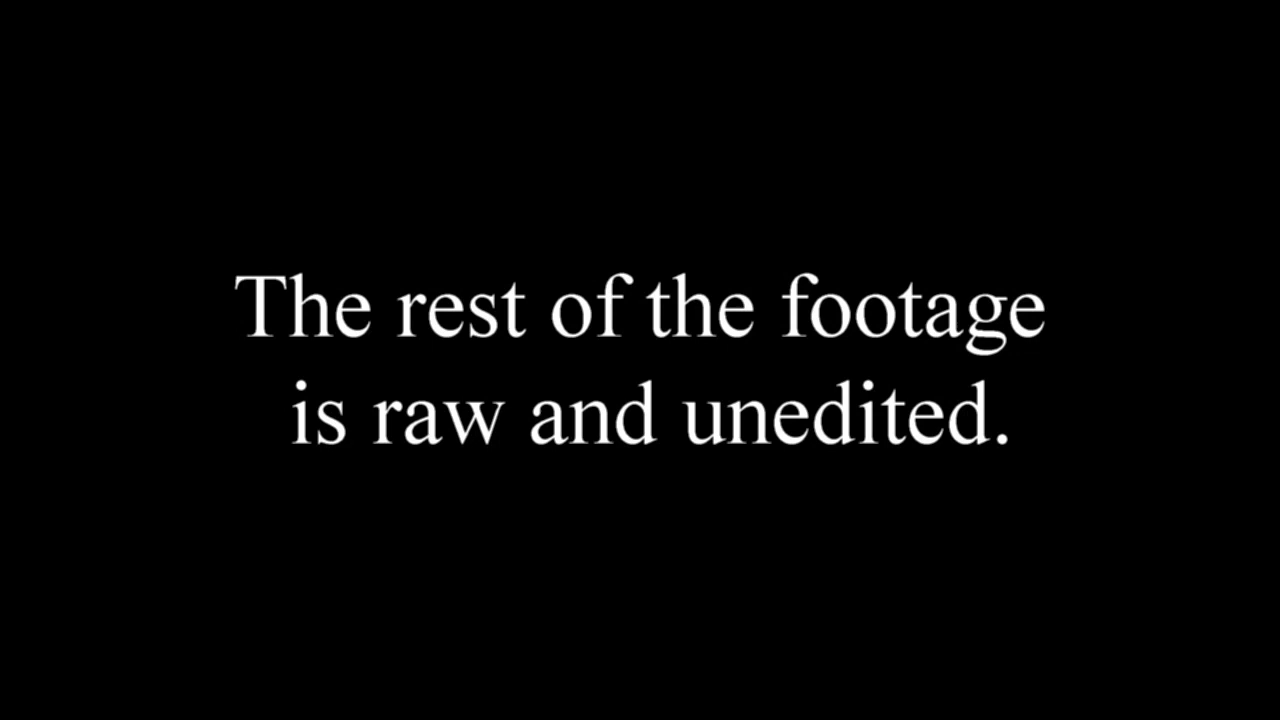 The rest of the footage
is raw and unedited.